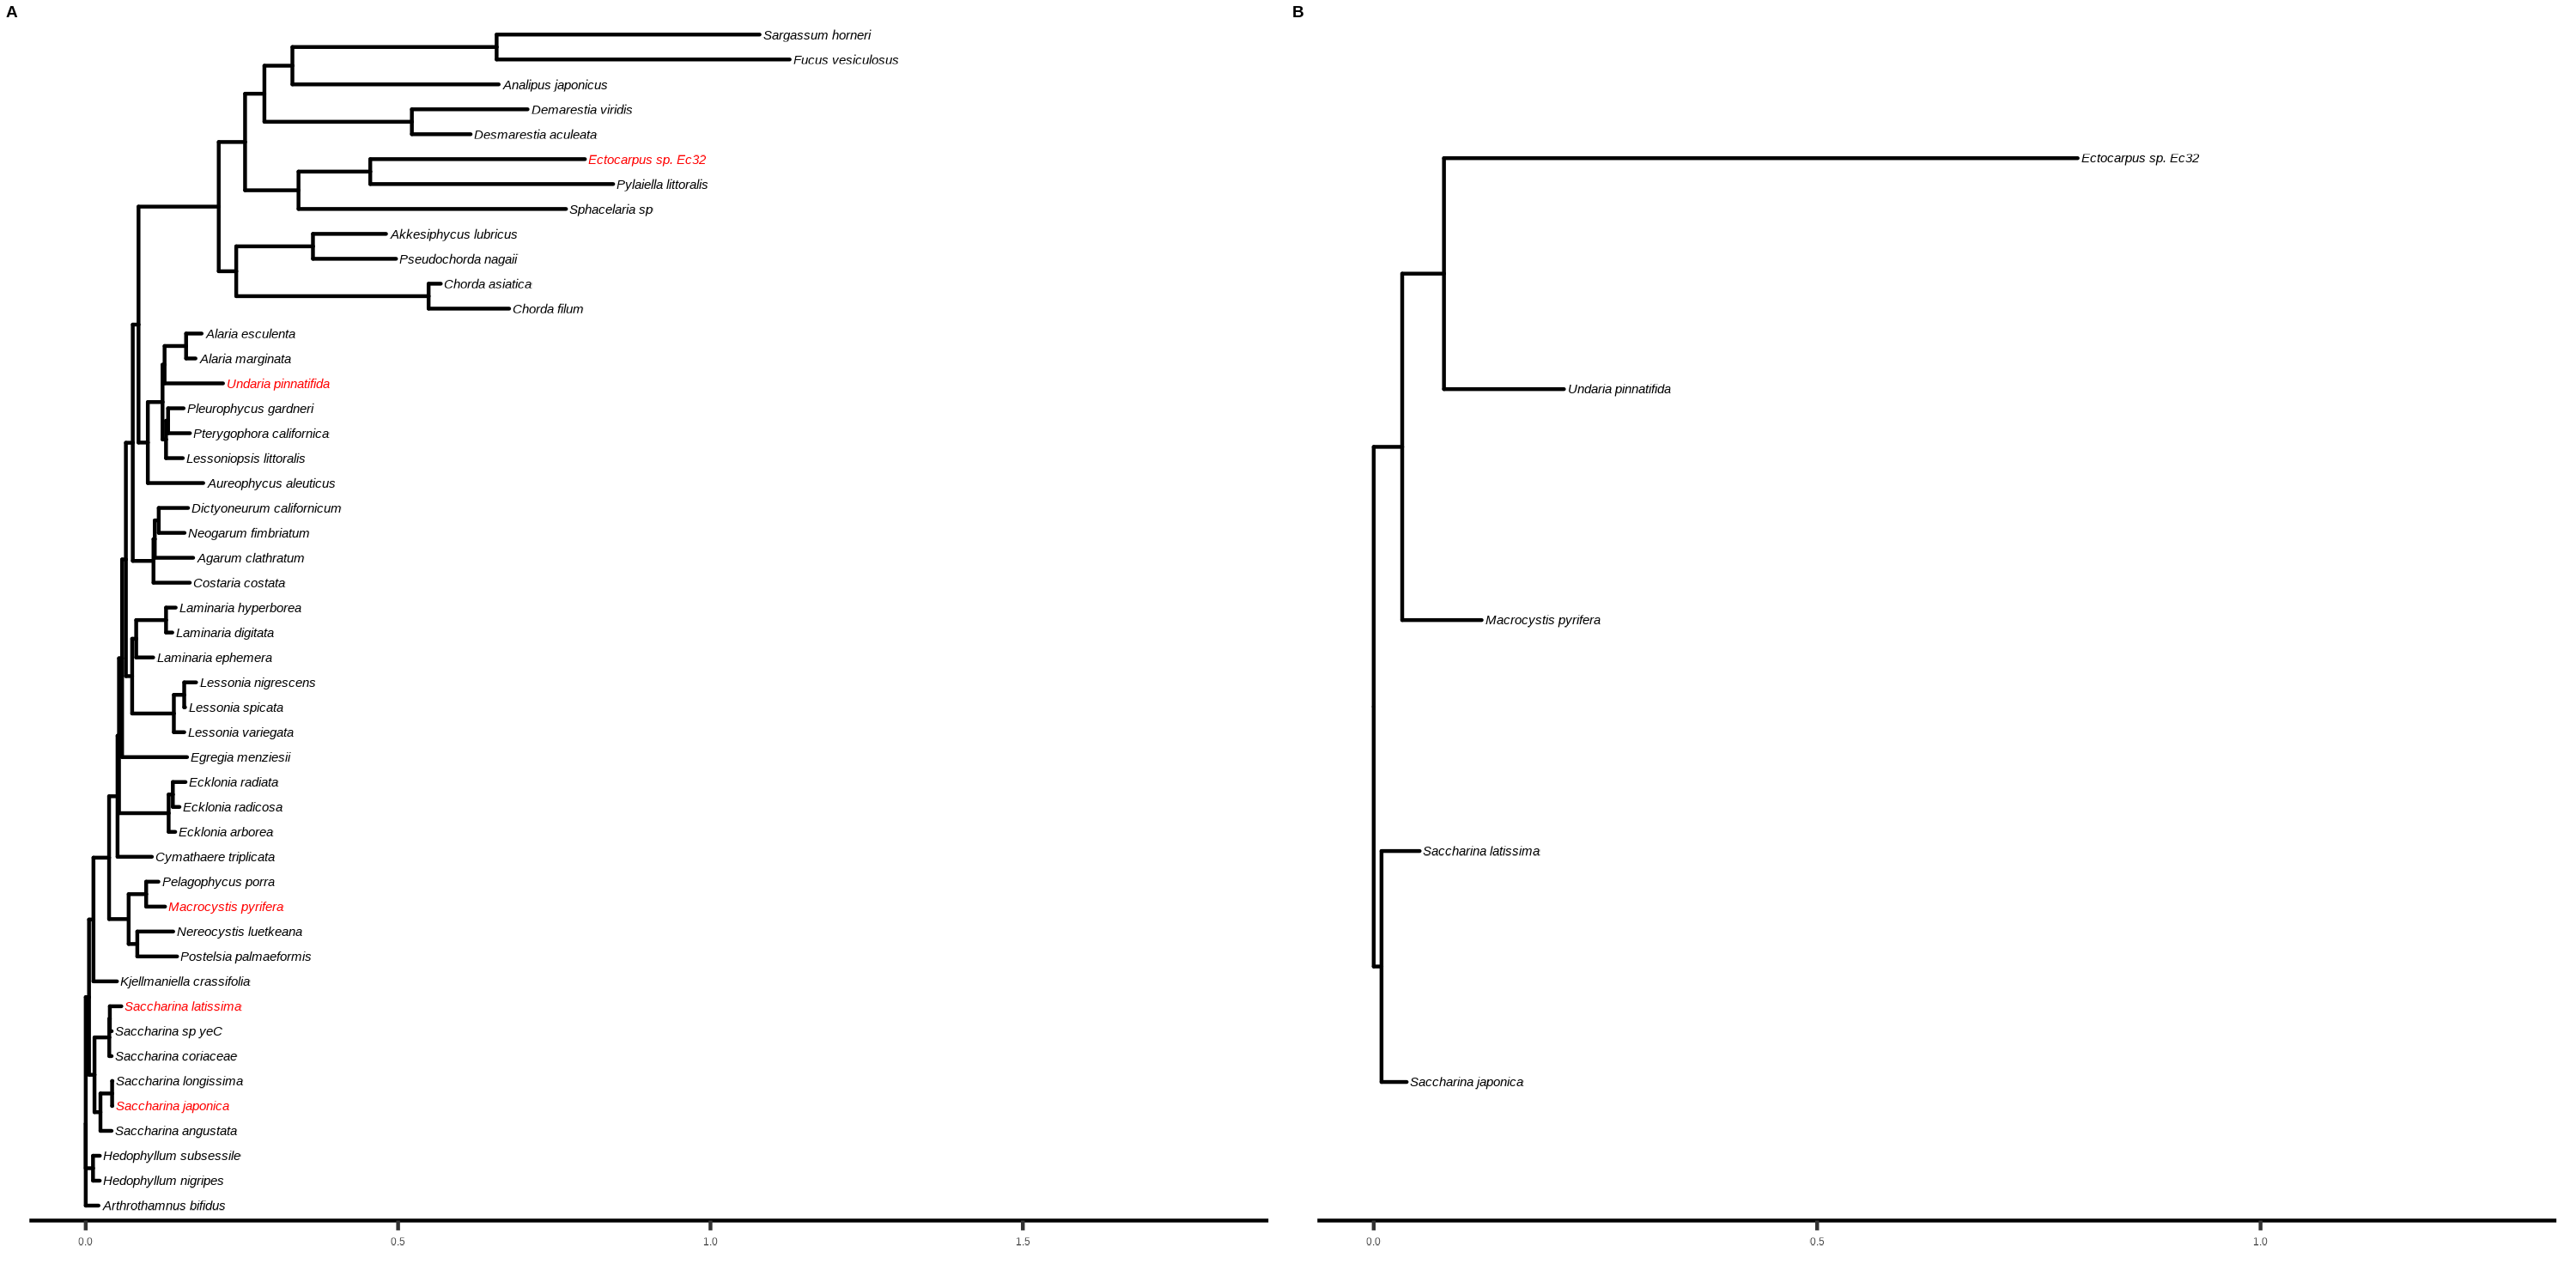 A
Sargassum horneri
Fucus vesiculosus
Analipus japonicus
Demarestia viridis
Desmarestia aculeata
Ectocarpus sp. Ec32
Pylaiella littoralis
Sphacelaria sp
Akkesiphycus lubricus
Pseudochorda nagaii
Chorda asiatica
Chorda filum
Alaria esculenta
Alaria marginata
Undaria pinnatifida
Pleurophycus gardneri
Pterygophora californica
Lessoniopsis littoralis
Aureophycus aleuticus
Dictyoneurum californicum
Neogarum fimbriatum
Agarum clathratum
Costaria costata
Laminaria hyperborea
Laminaria digitata
Laminaria ephemera
Lessonia nigrescens
Lessonia spicata
Lessonia variegata
Egregia menziesii
Ecklonia radiata
Ecklonia radicosa
Ecklonia arborea
Cymathaere triplicata
Pelagophycus porra
Macrocystis pyrifera
Nereocystis luetkeana
Postelsia palmaeformis
Kjellmaniella crassifolia
Saccharina latissima
Saccharina sp yeC
Saccharina coriaceae
Saccharina longissima
Saccharina japonica
Saccharina angustata
Hedophyllum subsessile
Hedophyllum nigripes
Arthrothamnus bifidus
0.0 0.5 1.0 1.5
B
Ectocarpus sp. Ec32
Undaria pinnatifida
Macrocystis pyrifera
Saccharina latissima
Saccharina japonica
0.0 0.5 1.0